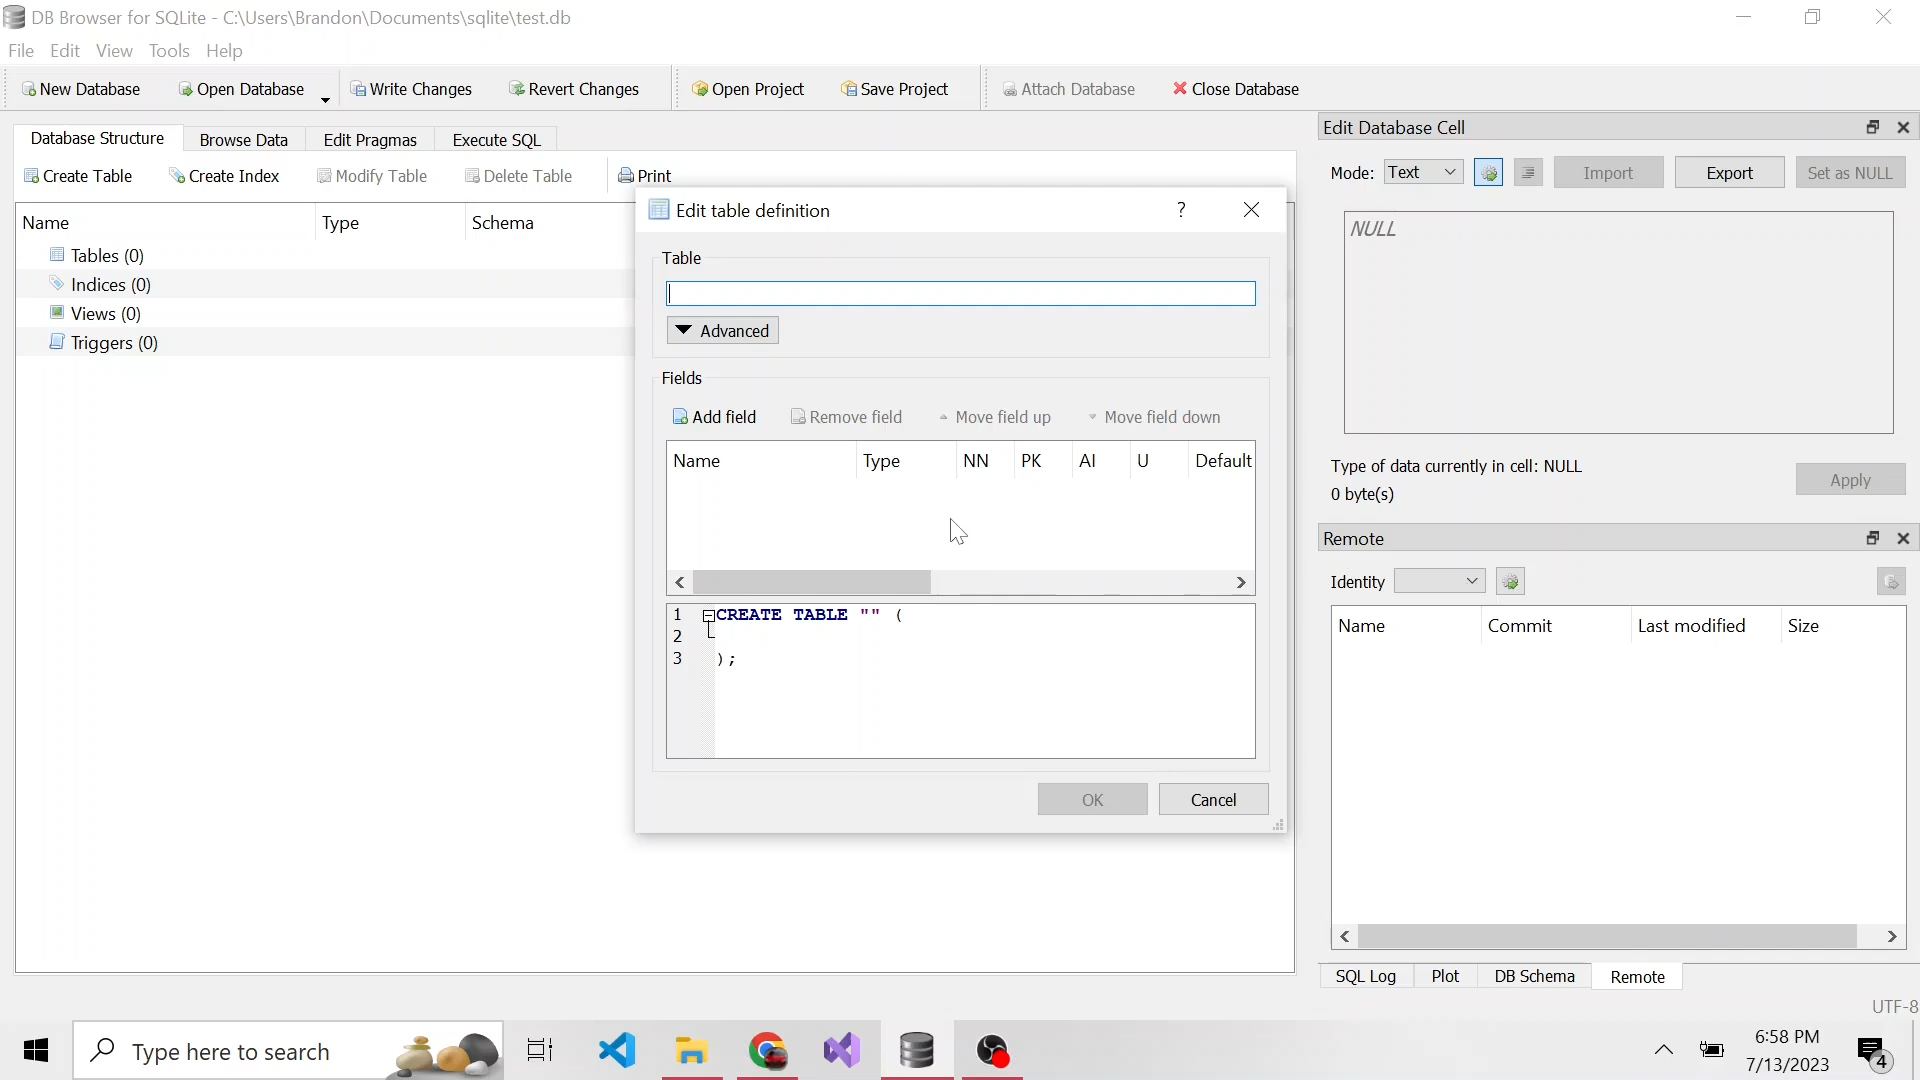 DB Browser for SQLite - C:\Users\Brandon\Documents\sqlite\test.db
File Edit View Tools Help
New Database Open Database Write Changes Revert Changes Open Project Save Project Attach Database Close Database
Database Structure Browse Data Edit Pragmas Execute SQL
Create Table Create Index Modify Table Delete Table Print
Name Type Schema
Tables (0)
Indices (0)
Views (0)
Triggers (0)
Edit table definition ?
Table
Advanced
Fields
Add field Remove field Move field up Move field down
Name Type NN PK AI U Default
1 CREATE TABLE "" (
2
3 );
OK Cancel
Edit Database Cell
Mode: Text Import Export Set as NULL
NULL
Type of data currently in cell: NULL
0 byte(s)
Apply
Remote
Identity
Name Commit Last modified Size
SQL Log Plot DB Schema Remote
UTF-8
Type here to search
6:58 PM
7/13/2023
4